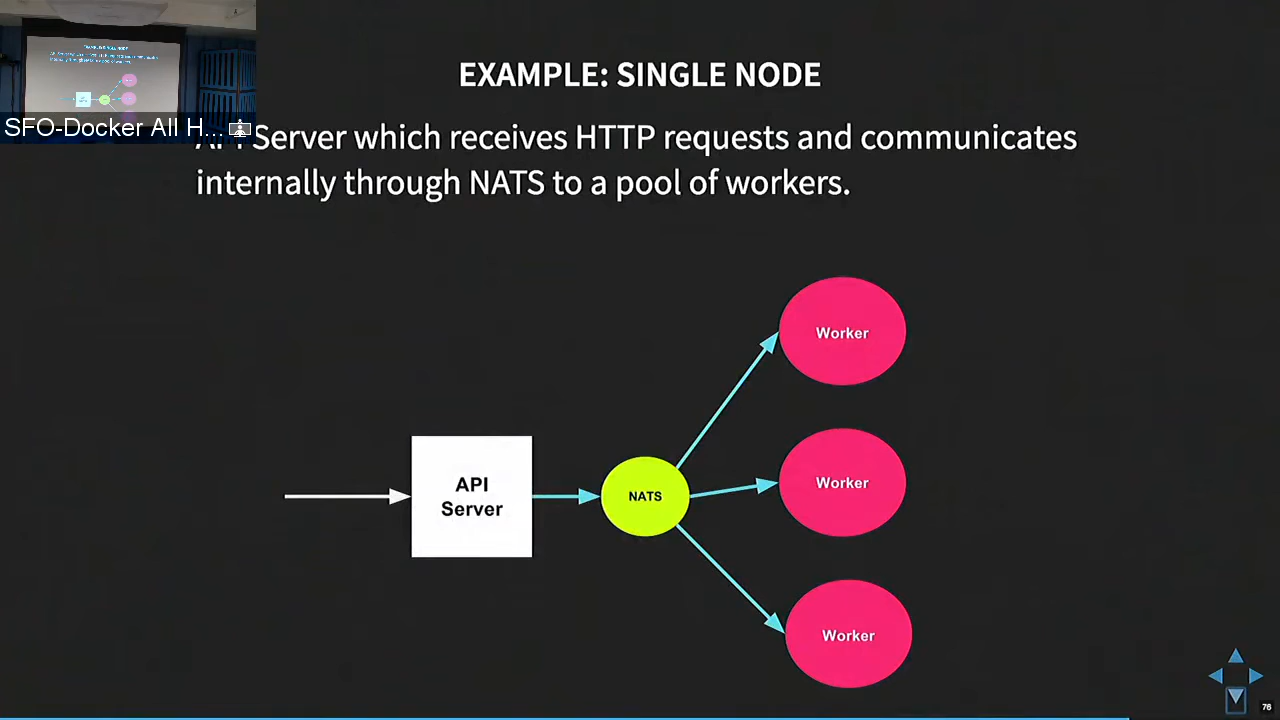 EXAMPLE: SINGLE NODE
SFO-Docker All H...
API Server which receives HTTP requests and communicates
internally through NATS to a pool of workers.
Worker
Worker
API
Server
NATS
Worker
76